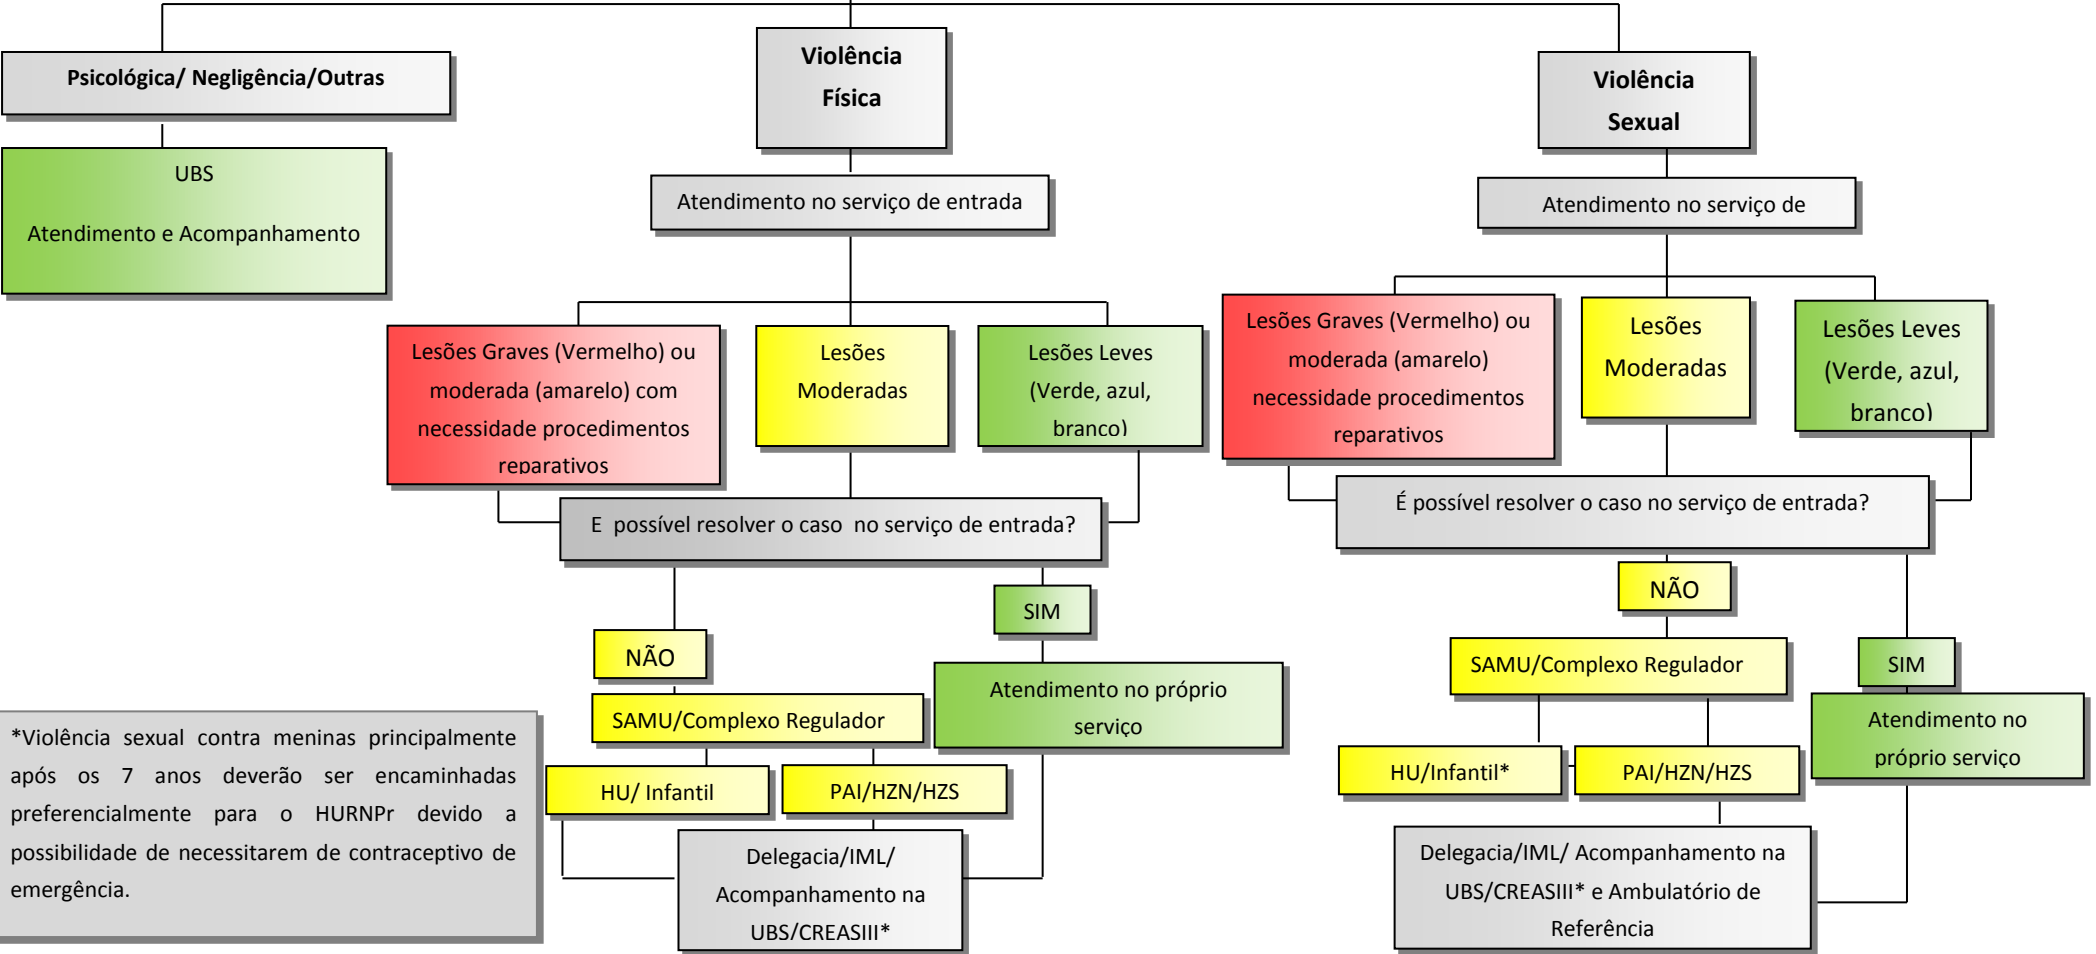 Psicológica/ Negligência/Outras
UBS
Atendimento e Acompanhamento
Violência
Física
Atendimento no serviço de entrada
Lesões Graves (Vermelho) ou
moderada (amarelo) com
necessidade procedimentos
reparativos
Lesões
Moderadas
Lesões Leves
(Verde, azul,
branco)
E  possível resolver o caso  no serviço de entrada?
NÃO
SIM
SAMU/Complexo Regulador
Atendimento no próprio
serviço
HU/ Infantil
PAI/HZN/HZS
Delegacia/IML/
Acompanhamento na
UBS/CREASIII*
Violência
Sexual
Atendimento no serviço de
Lesões Graves (Vermelho) ou
moderada (amarelo)
necessidade procedimentos
reparativos
Lesões
Moderadas
Lesões Leves
(Verde, azul,
branco)
É possível resolver o caso no serviço de entrada?
NÃO
SIM
SAMU/Complexo Regulador
Atendimento no
próprio serviço
HU/Infantil*
PAI/HZN/HZS
Delegacia/IML/ Acompanhamento na
UBS/CREASIII* e Ambulatório de
Referência
*Violência sexual contra meninas principalmente
após os 7 anos deverão ser encaminhadas
preferencialmente para o HURNPr devido a
possibilidade de necessitarem de contraceptivo de
emergência.